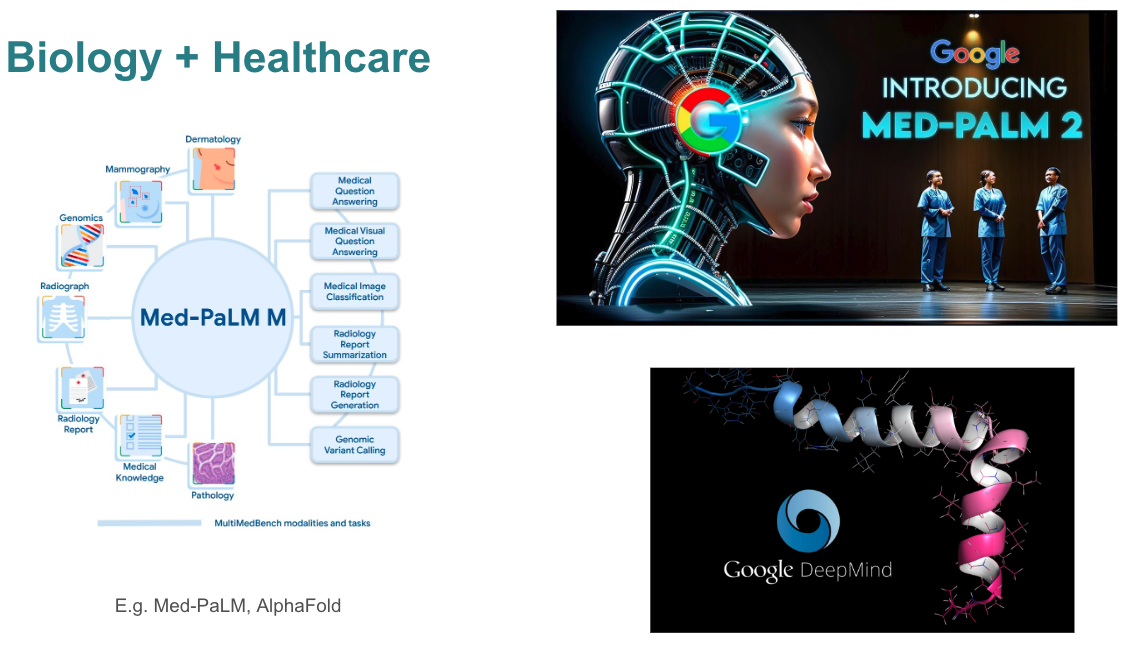 Biology + Healthcare
Dermatology
Mammography
Genomics
Radiograph
Radiology
Report
Medical
Knowledge
Pathology
Med-PaLM M
Medical
Question
Answering
Medical Visual
Question
Answering
Medical Image
Classification
Radiology
Report
Summarization
Radiology
Report
Generation
Genomic
Variant Calling
MultiMedBench modalities and tasks
E.g. Med-PaLM, AlphaFold
G
Google
INTRODUCING
MED-PALM 2
Google DeepMind